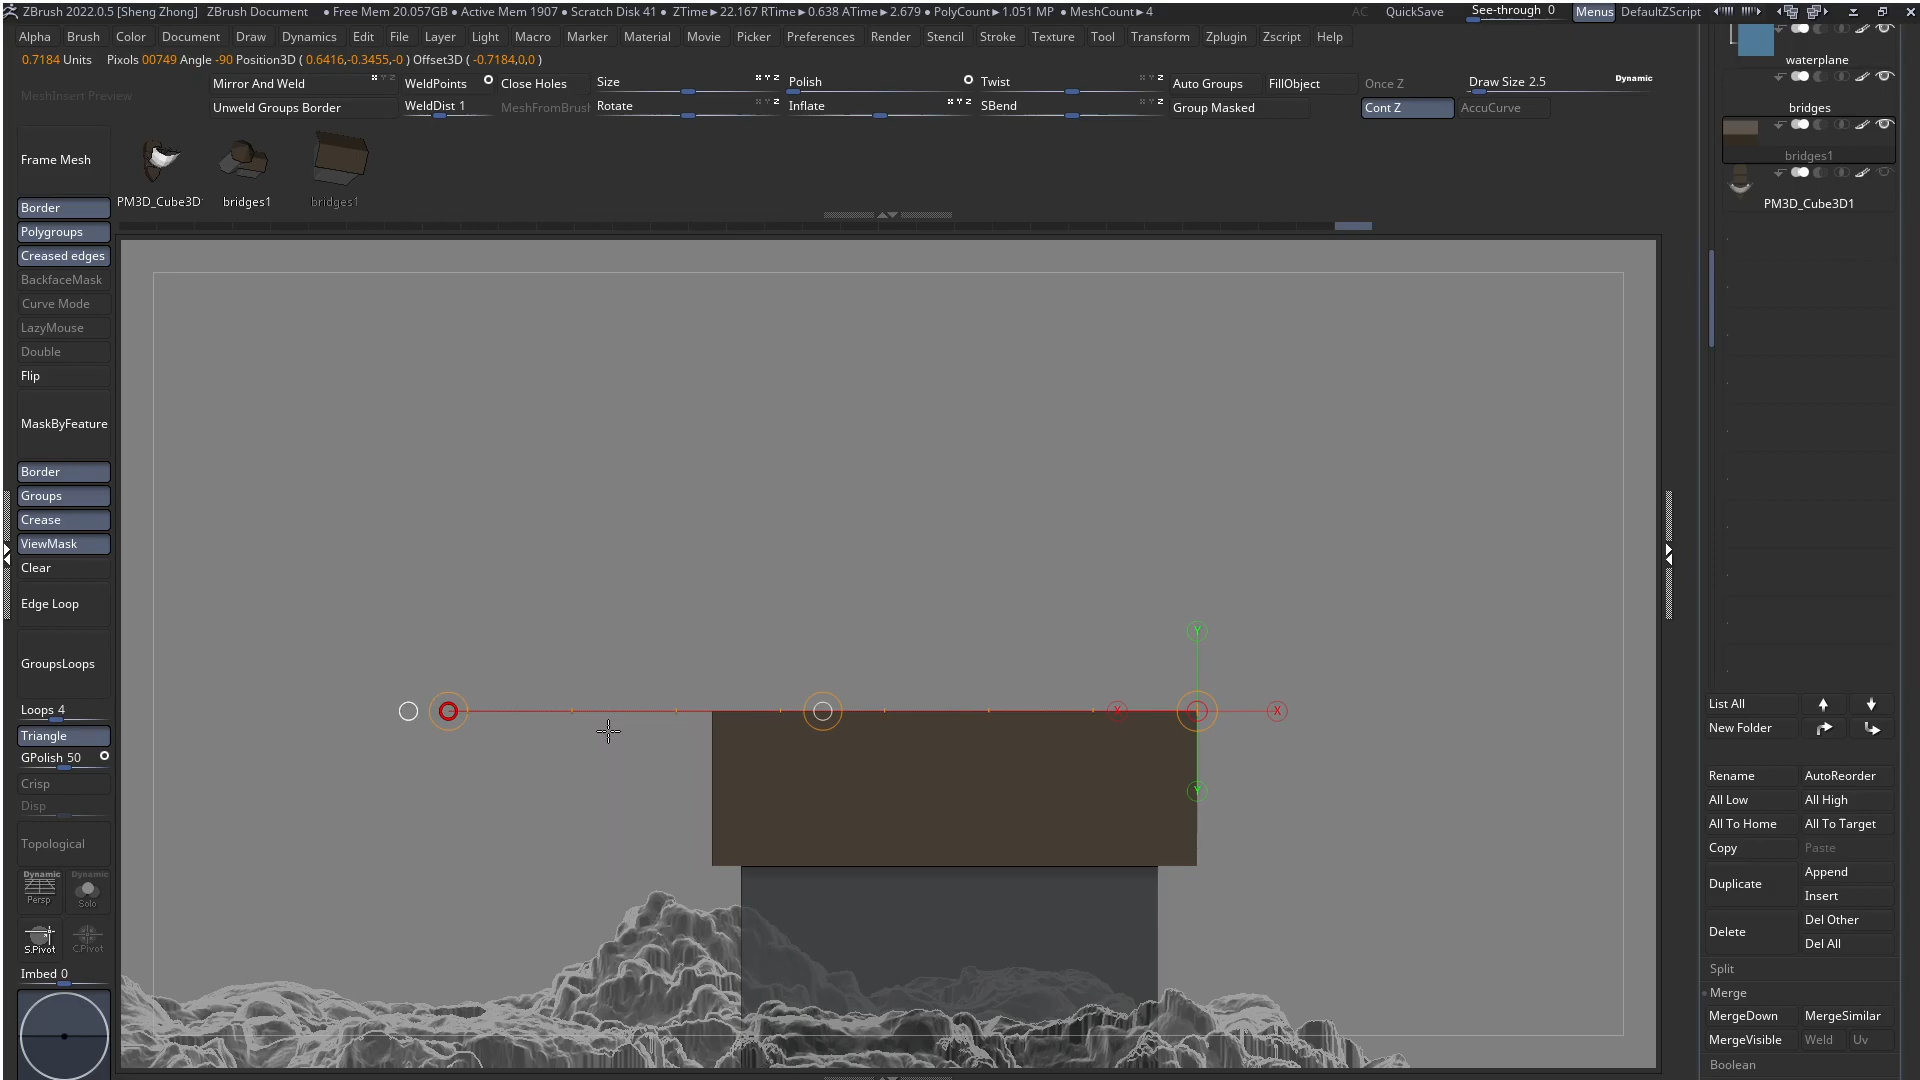 ZBrush 2022.0.5 [Sheng Zhong] ZBrush Document • Free Mem 20.057GB • Active Mem 1907 • Scratch Disk 41 • ZTime►22.167 RTime►0.638 ATime►2.679 • PolyCount►1.051 MP • MeshCount►4 AC QuickSave See-through 0 Menus DefaultZScript
Alpha Brush Color Document Draw Dynamics Edit File Layer Light Macro Marker Material Movie Picker Preferences Render Stencil Stroke Texture Tool Transform Zplugin Zscript Help
0.7184 Units Pixols 00749 Angle -90 Position3D ( 0.6416,-0.3455,-0 ) Offset3D ( -0.7184,0,0 )
waterplane
MeshInsert Preview
Mirror And Weld WeldPoints Close Holes Size Polish Twist Auto Groups FillObject Once Z Draw Size 2.5 Dynamic
Unweld Groups Border WeldDist 1 MeshFromBrush Rotate Inflate SBend Group Masked Cont Z AccuCurve
bridges
bridges1
PM3D_Cube3D1
Frame Mesh
PM3D_Cube3D bridges1 bridges1
Border
Polygroups
Creased edges
BackfaceMask
Curve Mode
LazyMouse
Double
Flip
MaskByFeature
Border
Groups
Crease
ViewMask
Clear
Edge Loop
GroupsLoops
Loops 4
Triangle
GPolish 50
Crisp
Disp
Topological
Dynamic Dynamic
Persp Solo
S.Pivot C.Pivot
Imbed 0
Y
X X
Y
List All
New Folder
Rename AutoReorder
All Low All High
All To Home All To Target
Copy Paste
Duplicate Append
Insert
Delete Del Other
Del All
Split
Merge
MergeDown MergeSimilar
MergeVisible Weld Uv
Boolean